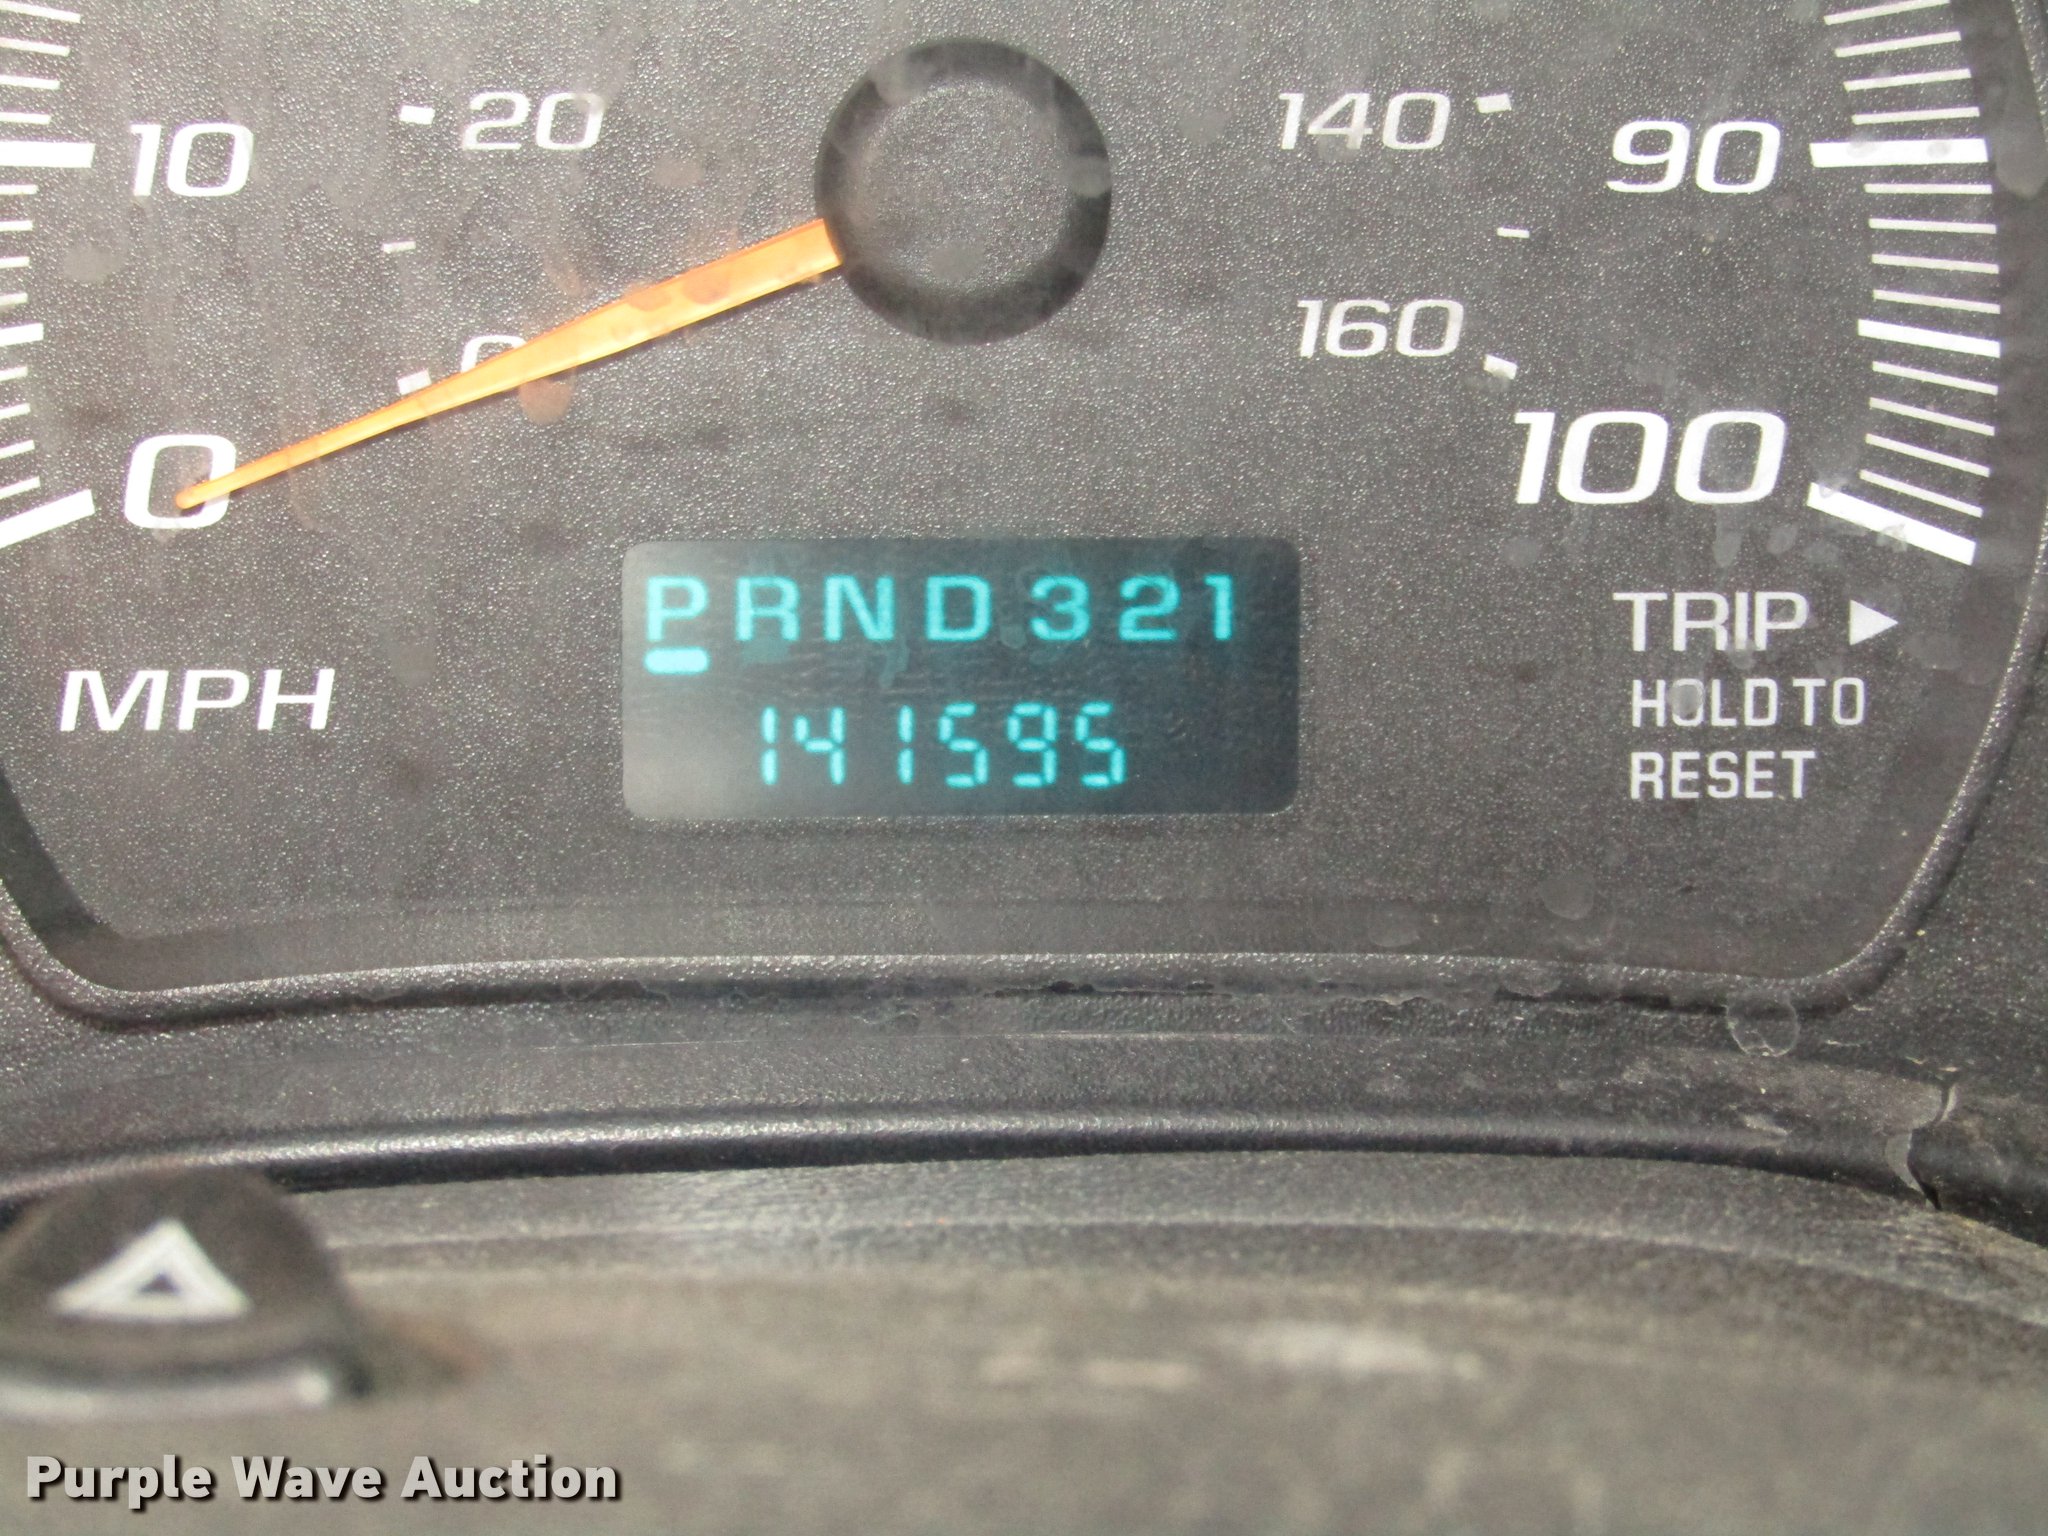 10
20
140
90
160
0
100
PRND321
TRIP
MPH
141595
HOLD TO
RESET
Purple Wave Auction